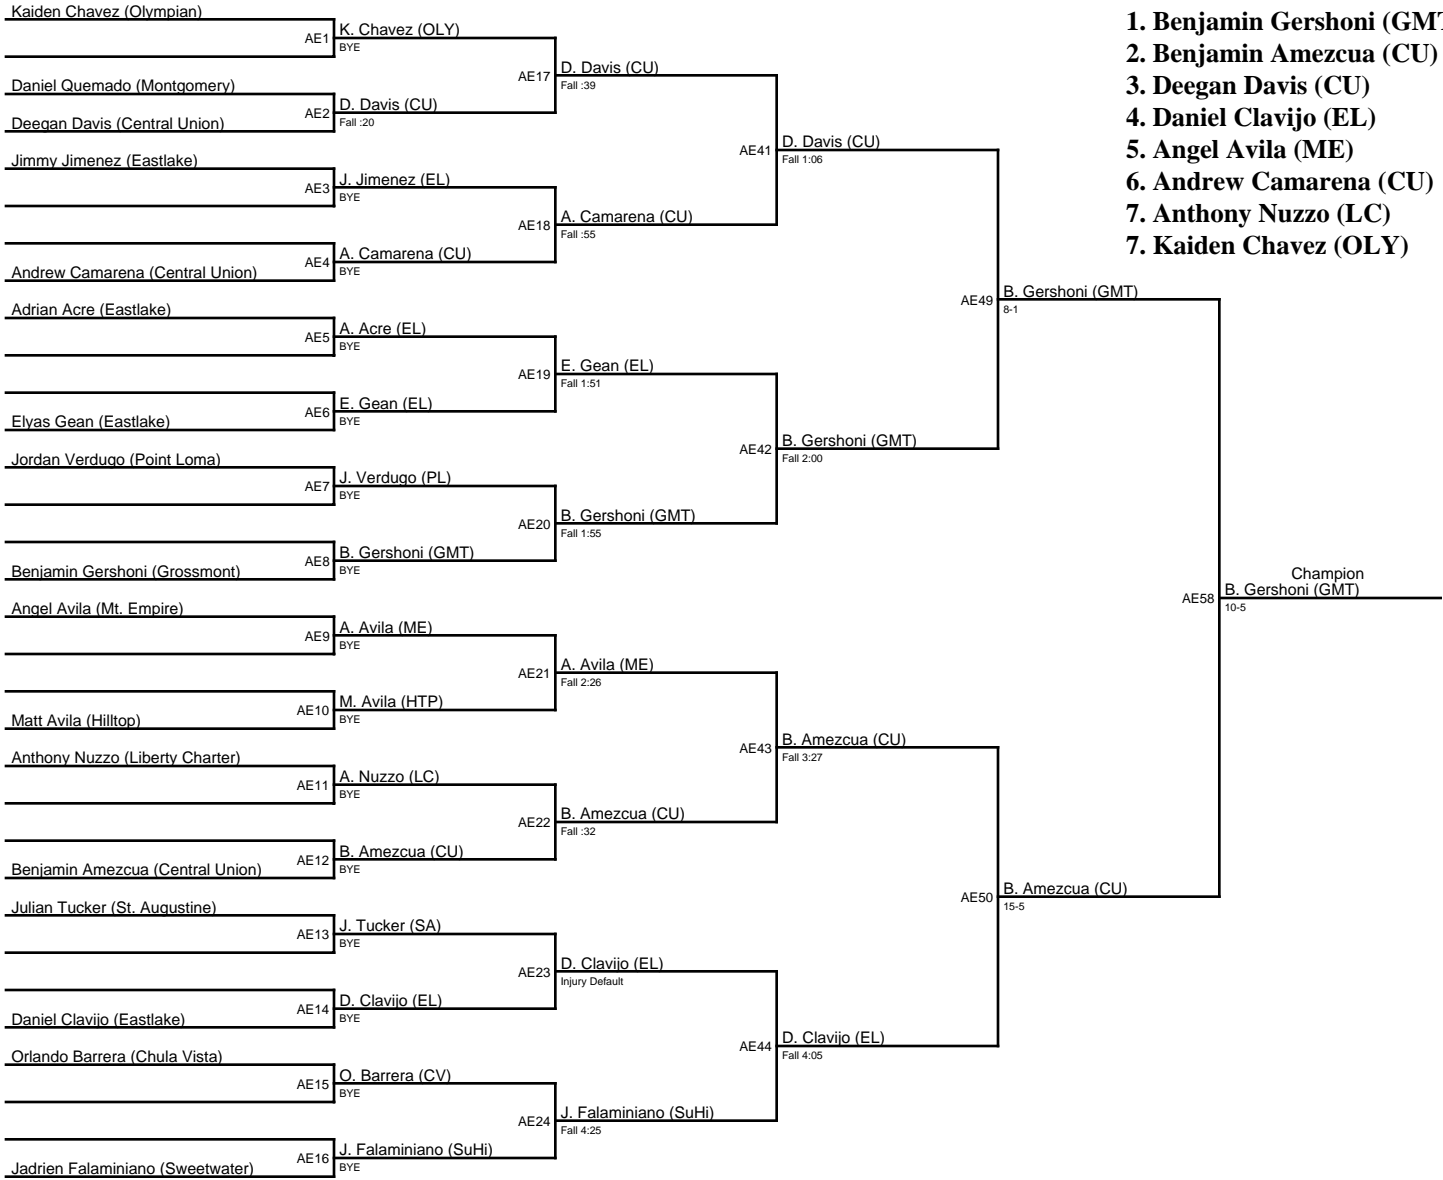 Kaiden Chavez (Olympian)
AE1
K. Chavez (OLY)
BYE
Daniel Quemado (Montgomery)
AE2
D. Davis (CU)
Fall :20
Deegan Davis (Central Union)
AE17
D. Davis (CU)
Fall :39
Jimmy Jimenez (Eastlake)
AE3
J. Jimenez (EL)
BYE
AE4
A. Camarena (CU)
BYE
Andrew Camarena (Central Union)
AE18
A. Camarena (CU)
Fall :55
AE41
D. Davis (CU)
Fall 1:06
Adrian Acre (Eastlake)
AE5
A. Acre (EL)
BYE
AE6
E. Gean (EL)
BYE
Elyas Gean (Eastlake)
AE19
E. Gean (EL)
Fall 1:51
Jordan Verdugo (Point Loma)
AE7
J. Verdugo (PL)
BYE
AE8
B. Gershoni (GMT)
BYE
Benjamin Gershoni (Grossmont)
AE20
B. Gershoni (GMT)
Fall 1:55
AE42
B. Gershoni (GMT)
Fall 2:00
AE49
B. Gershoni (GMT)
8-1
Angel Avila (Mt. Empire)
AE9
A. Avila (ME)
BYE
AE10
M. Avila (HTP)
BYE
Matt Avila (Hilltop)
AE21
A. Avila (ME)
Fall 2:26
Anthony Nuzzo (Liberty Charter)
AE11
A. Nuzzo (LC)
BYE
AE12
B. Amezcua (CU)
BYE
Benjamin Amezcua (Central Union)
AE22
B. Amezcua (CU)
Fall :32
AE43
B. Amezcua (CU)
Fall 3:27
Julian Tucker (St. Augustine)
AE13
J. Tucker (SA)
BYE
AE14
D. Clavijo (EL)
BYE
Daniel Clavijo (Eastlake)
AE23
D. Clavijo (EL)
Injury Default
Orlando Barrera (Chula Vista)
AE15
O. Barrera (CV)
BYE
AE16
J. Falaminiano (SuHi)
BYE
Jadrien Falaminiano (Sweetwater)
AE24
J. Falaminiano (SuHi)
Fall 4:25
AE44
D. Clavijo (EL)
Fall 4:05
AE50
B. Amezcua (CU)
15-5
AE58
Champion
B. Gershoni (GMT)
10-5
1. Benjamin Gershoni (GMT
2. Benjamin Amezcua (CU)
3. Deegan Davis (CU)
4. Daniel Clavijo (EL)
5. Angel Avila (ME)
6. Andrew Camarena (CU)
7. Anthony Nuzzo (LC)
7. Kaiden Chavez (OLY)